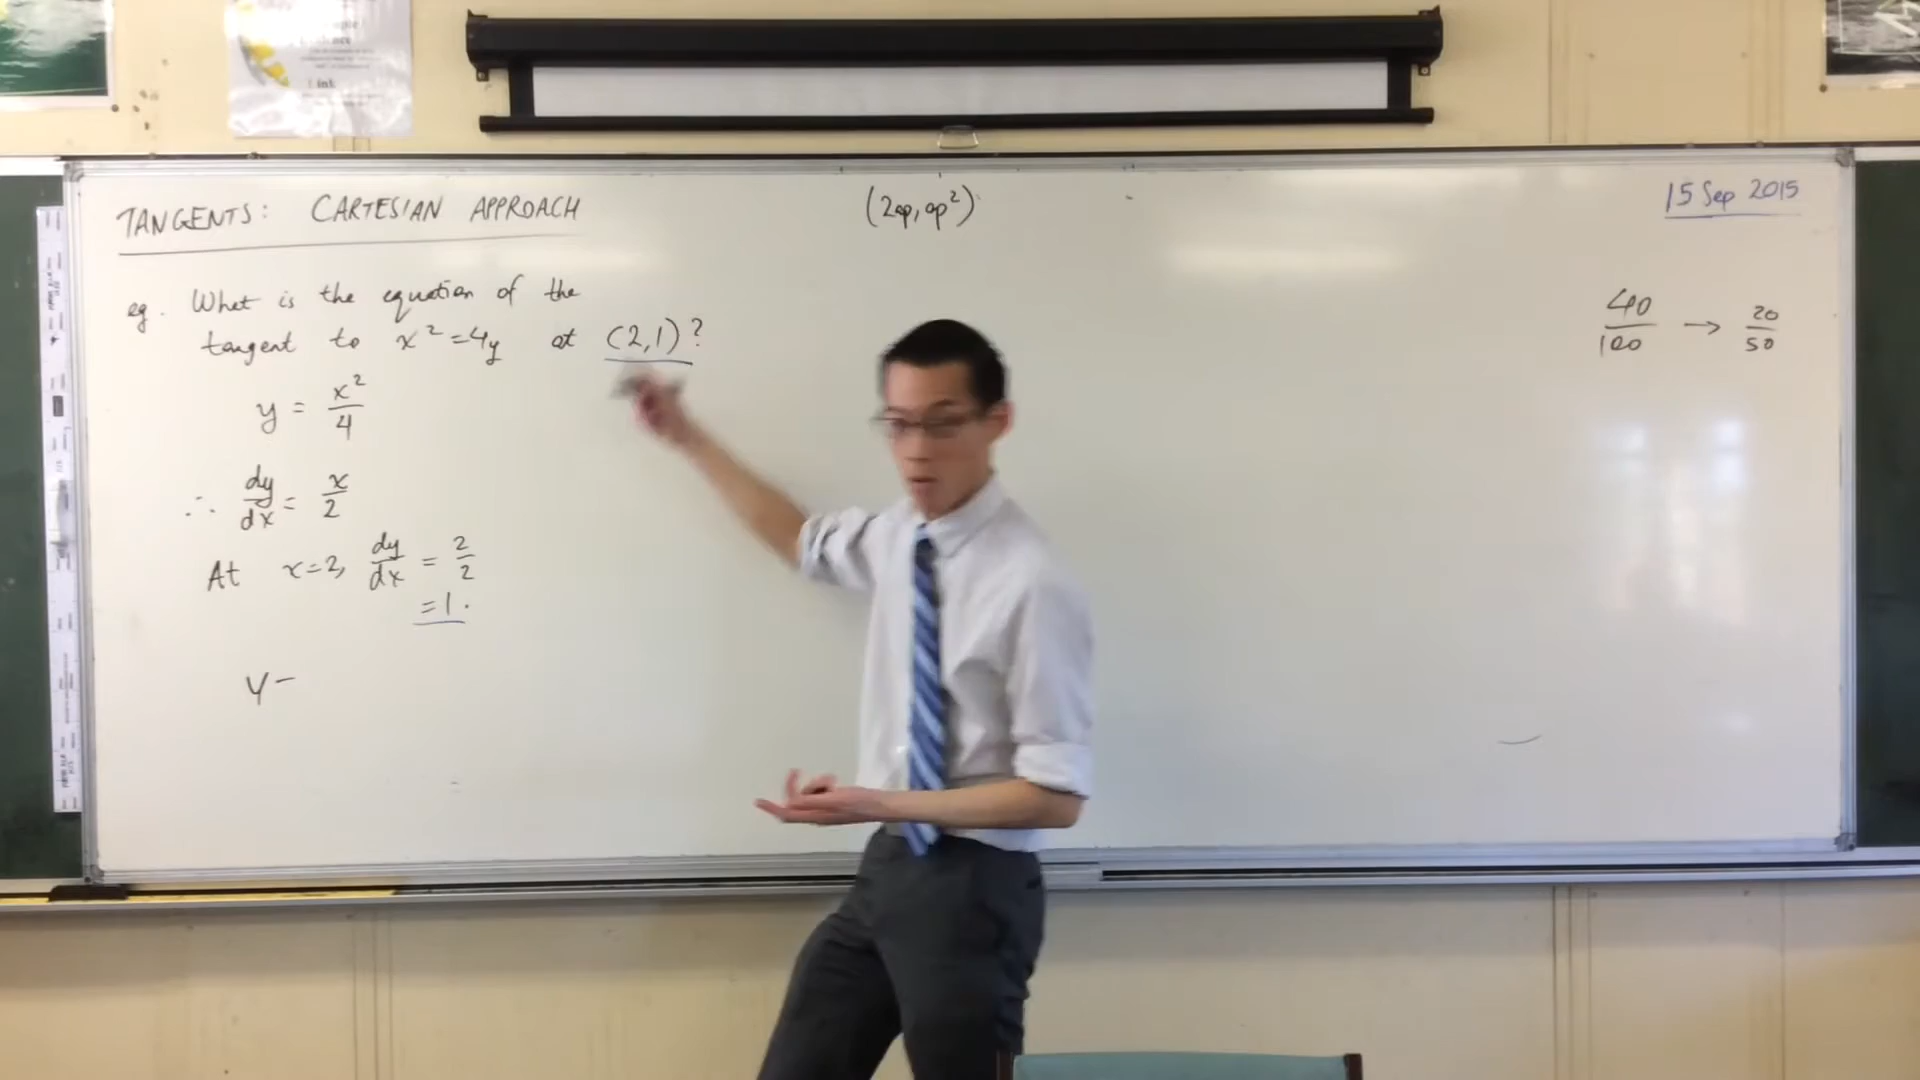 TANGENTS: CARTESIAN APPROACH
(2ap, ap²)
15 Sep 2015
eg. What is the equation of the
tangent to x² = 4y at (2,1)?
y = x²/4
∴ dy/dx = x/2
At x=2, dy/dx = 2/2
=1.
y −
40/100 → 20/50